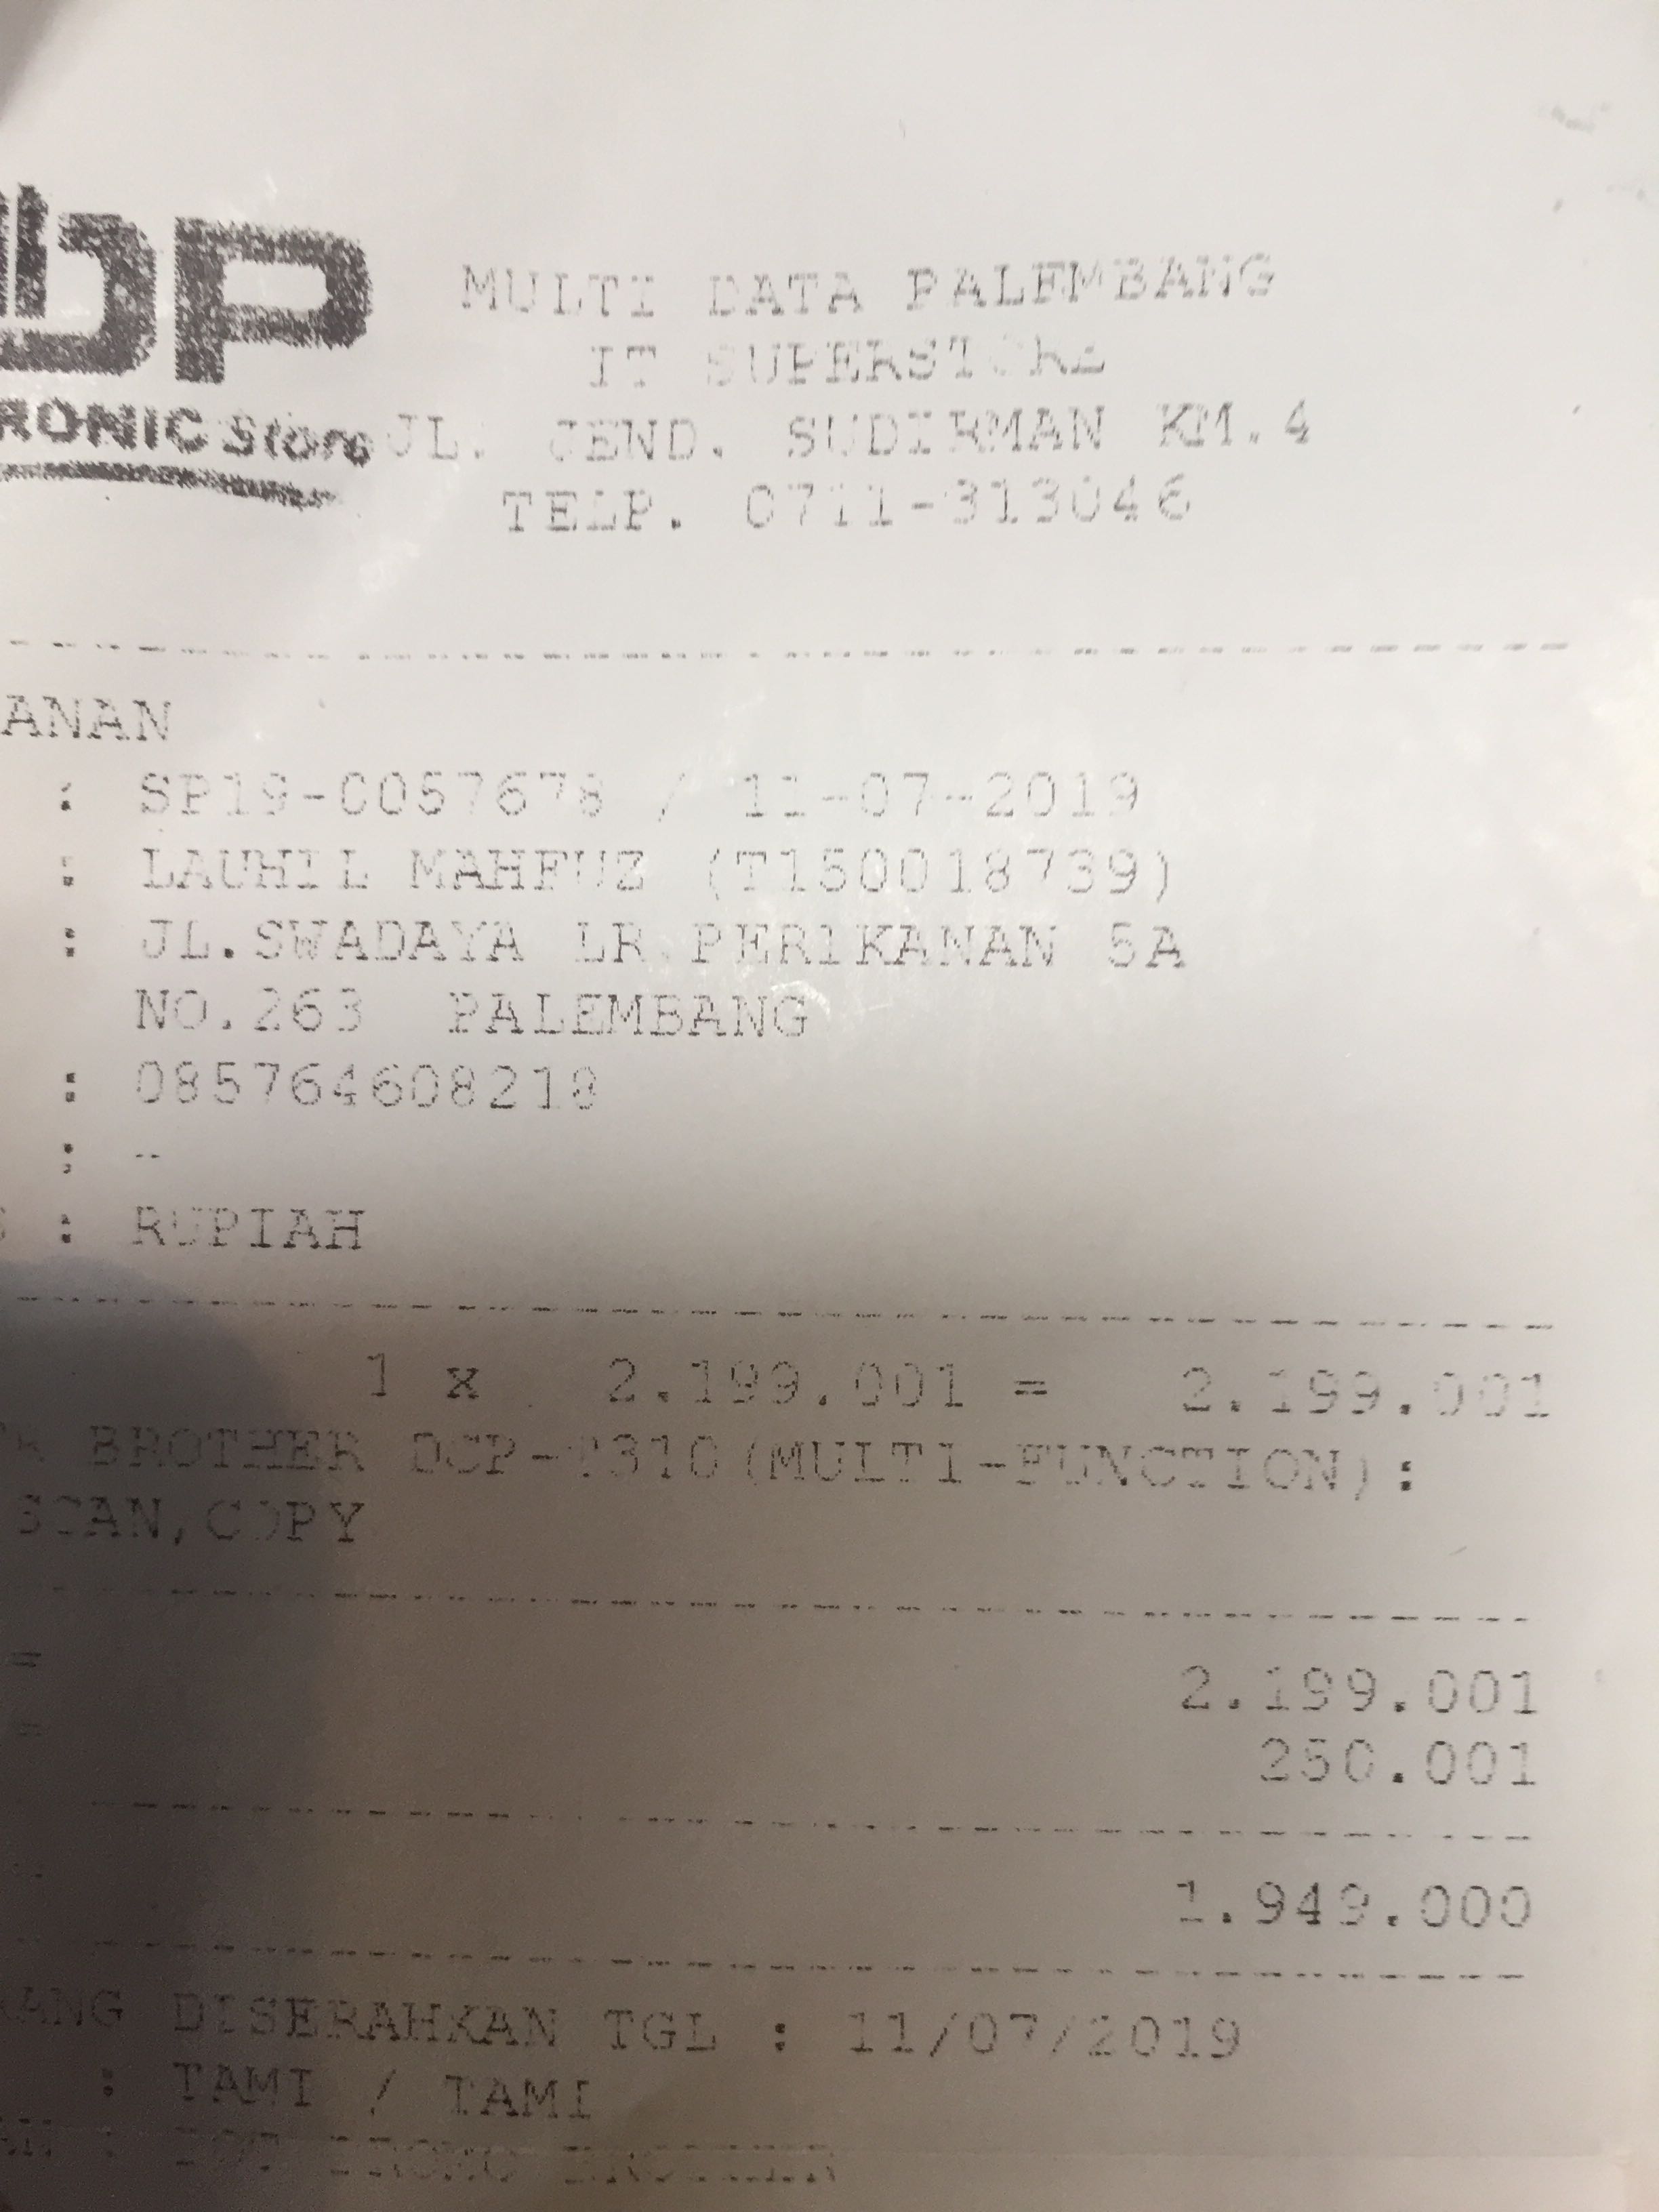 DP
MULTI DATA PALEMBANG
IT SUPERSTORE
RONIC Store
JL. JEND. SUDIRMAN KM.4
TELP. 0711-313046
ANAN
: SP19-0057678 / 11-07-2019
: LAUHIL MAHFUZ (T150018739)
: JL.SWADAYA LR.PERIKANAN 5A
NO.263 PALEMBANG
: 085764608218
: -
: RUPIAH
1 x 2.199.001 = 2.199.001
BROTHER DCP-T310(MULTI-FUNCTION):
SCAN,COPY
= 2.199.001
= 250.001
1.949.000
RANG DISERAHKAN TGL : 11/07/2019
: TAMI / TAMI